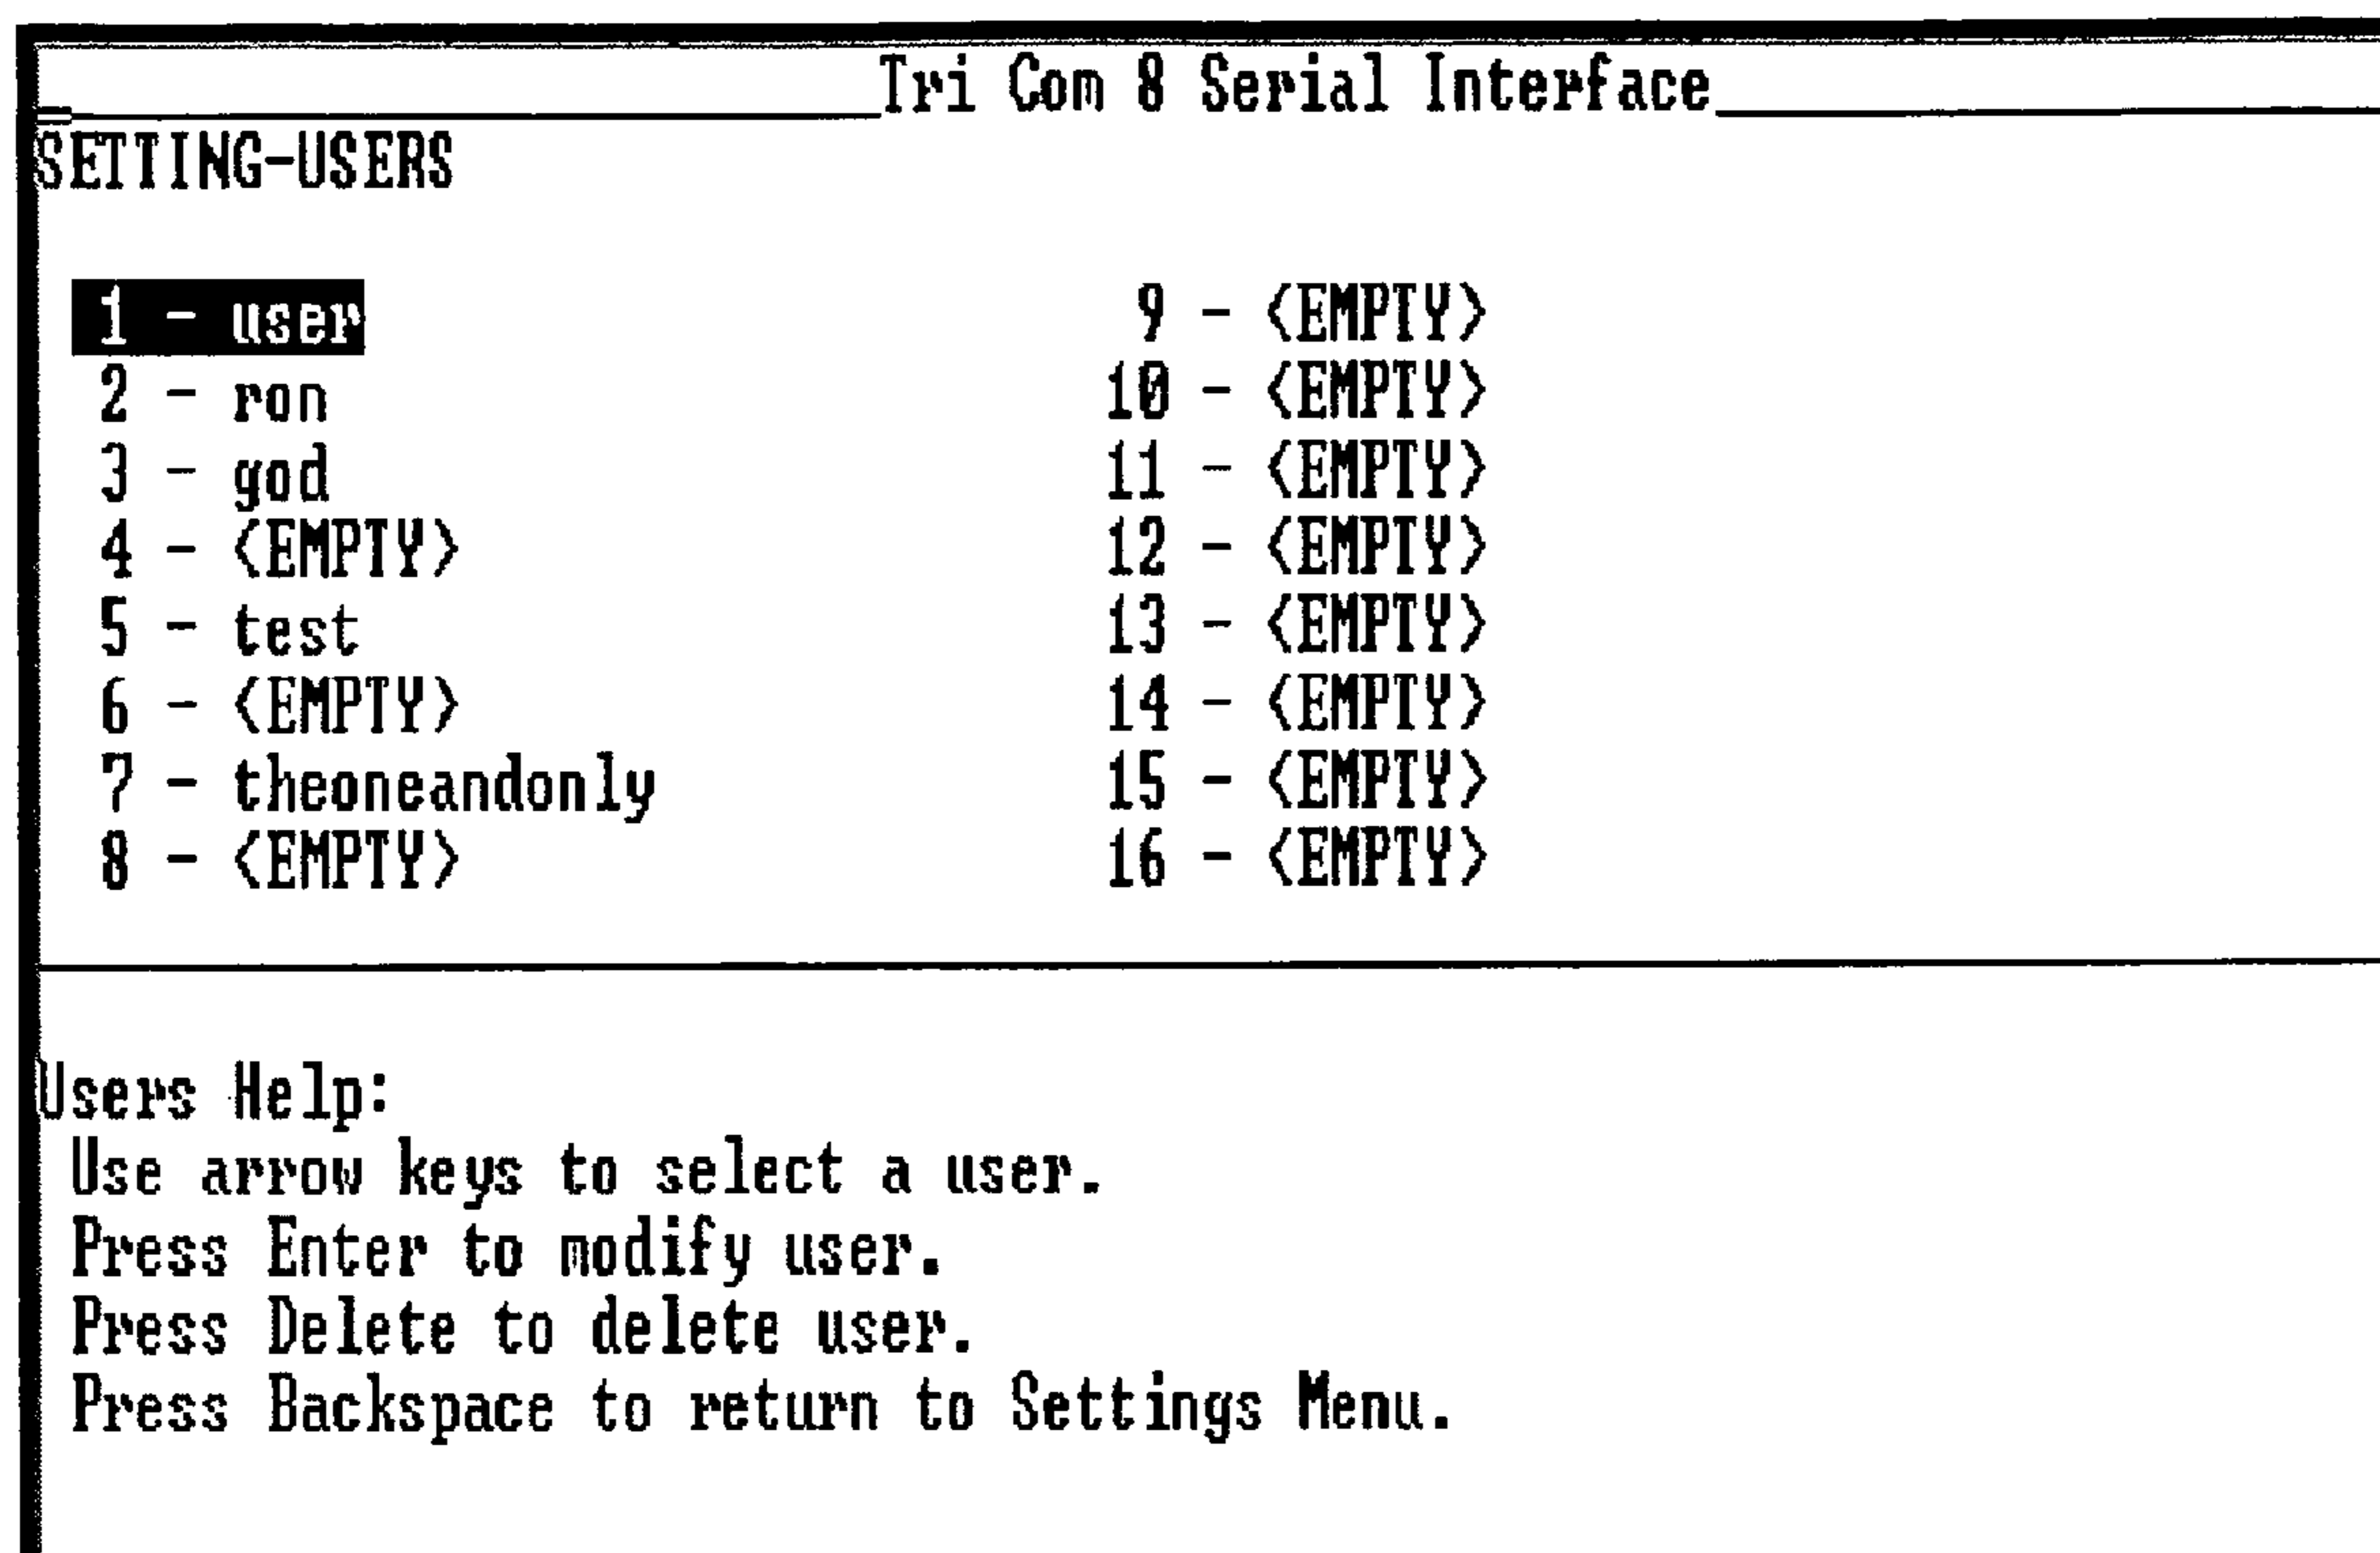 Tri Com 8 Serial Interface
SETTING-USERS
1 - user
2 - ron
3 - god
4 - <EMPTY>
5 - test
6 - <EMPTY>
7 - theoneandonly
8 - <EMPTY>
9 - <EMPTY>
10 - <EMPTY>
11 - <EMPTY>
12 - <EMPTY>
13 - <EMPTY>
14 - <EMPTY>
15 - <EMPTY>
16 - <EMPTY>
Users Help:
Use arrow keys to select a user.
Press Enter to modify user.
Press Delete to delete user.
Press Backspace to return to Settings Menu.